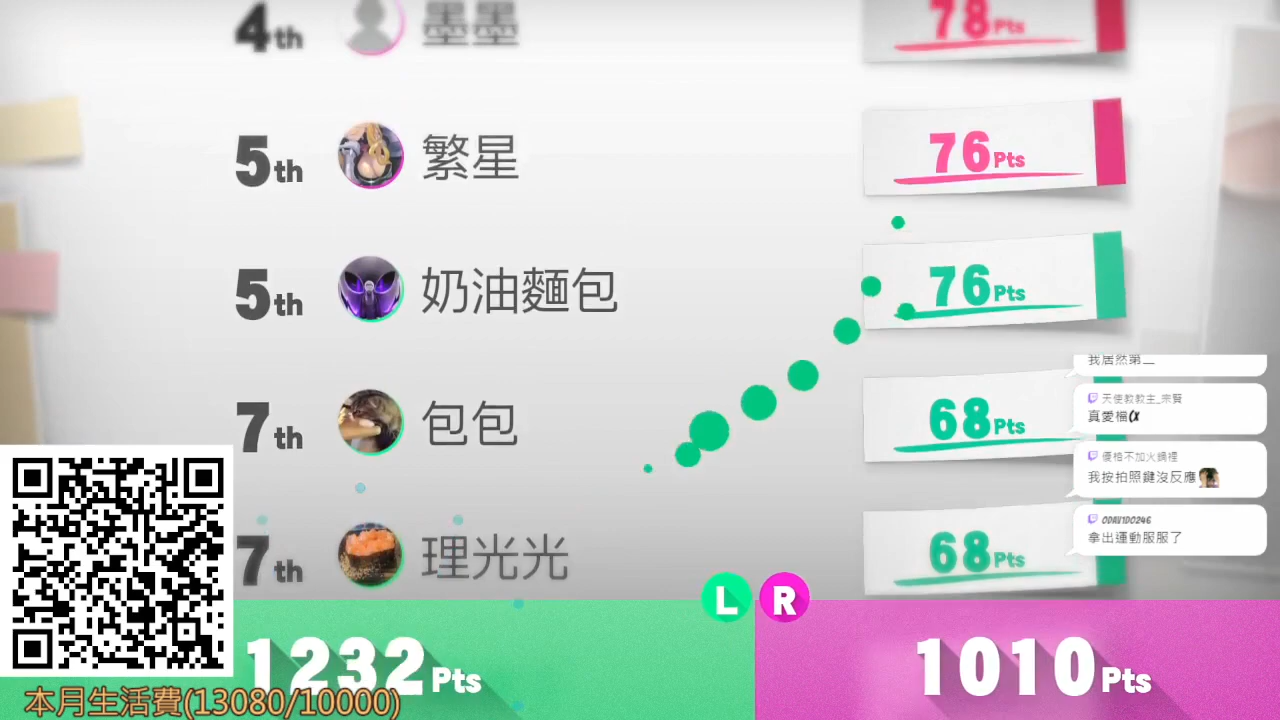 4th 墨墨 78Pts
5th 繁星 76Pts
5th 奶油麵包 76Pts
7th 包包 68Pts
7th 理光光 68Pts
我居然第二
天使教教主_宗賢
真愛檔(X
優格不加火鍋裡
我按拍照鍵沒反應
ODAV1D0246
拿出運動服服了
L R
1232Pts 1010Pts
本月生活費(13080/10000)